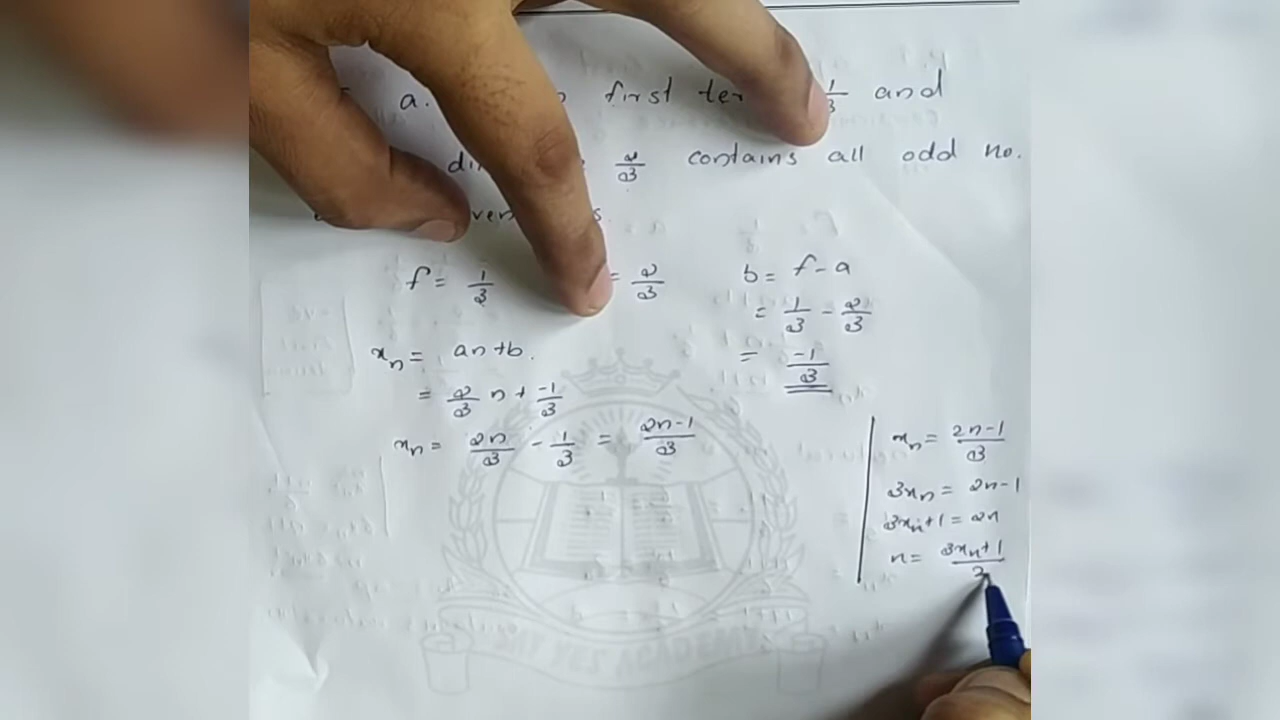 a. first ter 1/3 and
di 2/3 contains all odd no.
ven s.
f = 1/3 = 2/3
x_n = an+b.
= 2/3 n + -1/3
x_n = 2n/3 - 1/3 = 2n-1/3
b = f-a
= 1/3 - 2/3
= -1/3
x_n = 2n-1/3
3x_n = 2n-1
3x_n+1 = 2n
n = 3x_n+1/2